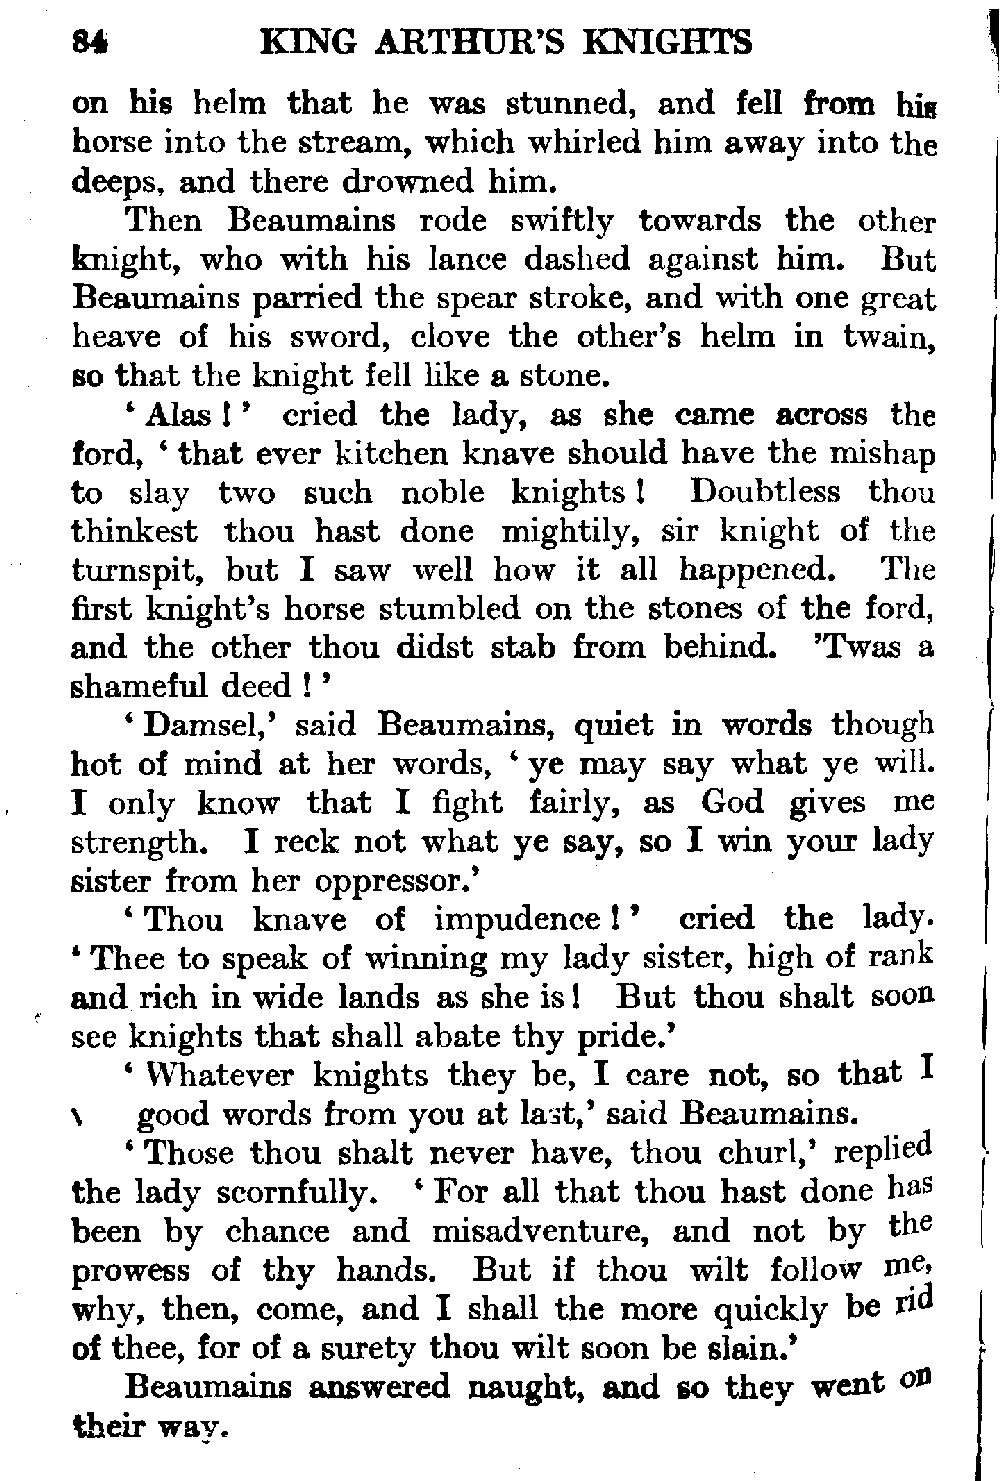 84 KING ARTHUR'S KNIGHTS
on his helm that he was stunned, and fell from his
horse into the stream, which whirled him away into the
deeps, and there drowned him.
Then Beaumains rode swiftly towards the other
knight, who with his lance dashed against him. But
Beaumains parried the spear stroke, and with one great
heave of his sword, clove the other's helm in twain,
so that the knight fell like a stone.
' Alas ! ' cried the lady, as she came across the
ford, ' that ever kitchen knave should have the mishap
to slay two such noble knights ! Doubtless thou
thinkest thou hast done mightily, sir knight of the
turnspit, but I saw well how it all happened. The
first knight's horse stumbled on the stones of the ford,
and the other thou didst stab from behind. 'Twas a
shameful deed ! '
' Damsel,' said Beaumains, quiet in words though
hot of mind at her words, ' ye may say what ye will.
I only know that I fight fairly, as God gives me
strength. I reck not what ye say, so I win your lady
sister from her oppressor.'
' Thou knave of impudence ! ' cried the lady.
' Thee to speak of winning my lady sister, high of rank
and rich in wide lands as she is ! But thou shalt soon
see knights that shall abate thy pride.'
' Whatever knights they be, I care not, so that I
good words from you at last,' said Beaumains.
' Those thou shalt never have, thou churl,' replied
the lady scornfully. ' For all that thou hast done has
been by chance and misadventure, and not by the
prowess of thy hands. But if thou wilt follow me,
why, then, come, and I shall the more quickly be rid
of thee, for of a surety thou wilt soon be slain.'
Beaumains answered naught, and so they went on
their way.